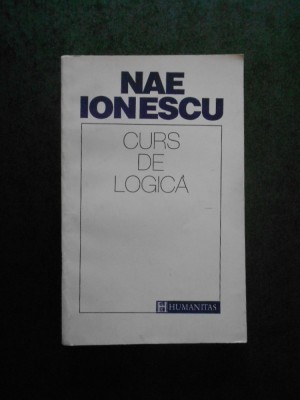 NAE
IONESCU
CURS
DE
LOGICĂ
H HUMANITAS